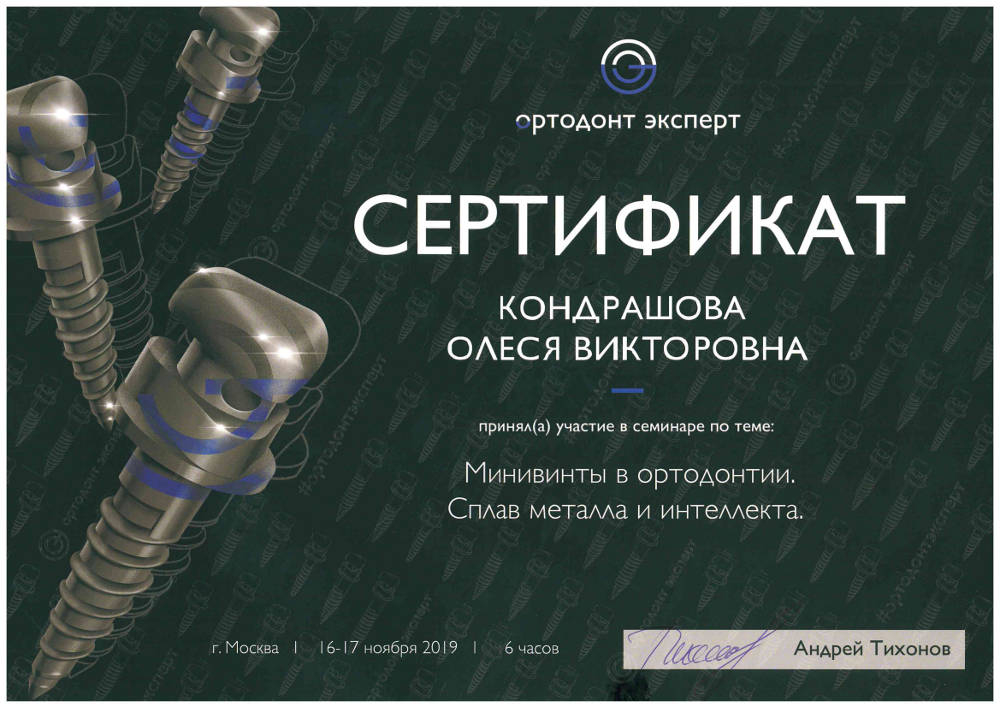 ортодонт эксперт
СЕРТИФИКАТ
КОНДРАШОВА
ОЛЕСЯ ВИКТОРОВНА
принял(а) участие в семинаре по теме:
Минивинты в ортодонтии.
Сплав металла и интеллекта.
г. Москва | 16-17 ноября 2019 | 6 часов
Андрей Тихонов
#ортодонтэксперт